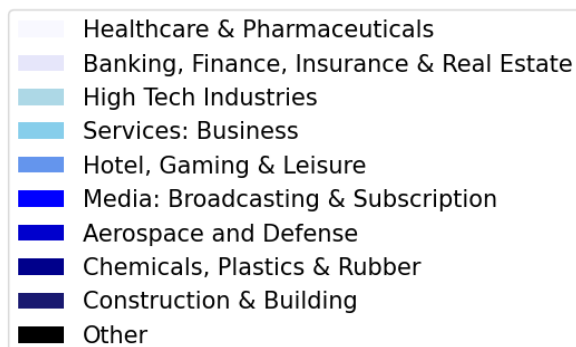 Healthcare & Pharmaceuticals
Banking, Finance, Insurance & Real Estate
High Tech Industries
Services: Business
Hotel, Gaming & Leisure
Media: Broadcasting & Subscription
Aerospace and Defense
Chemicals, Plastics & Rubber
Construction & Building
Other